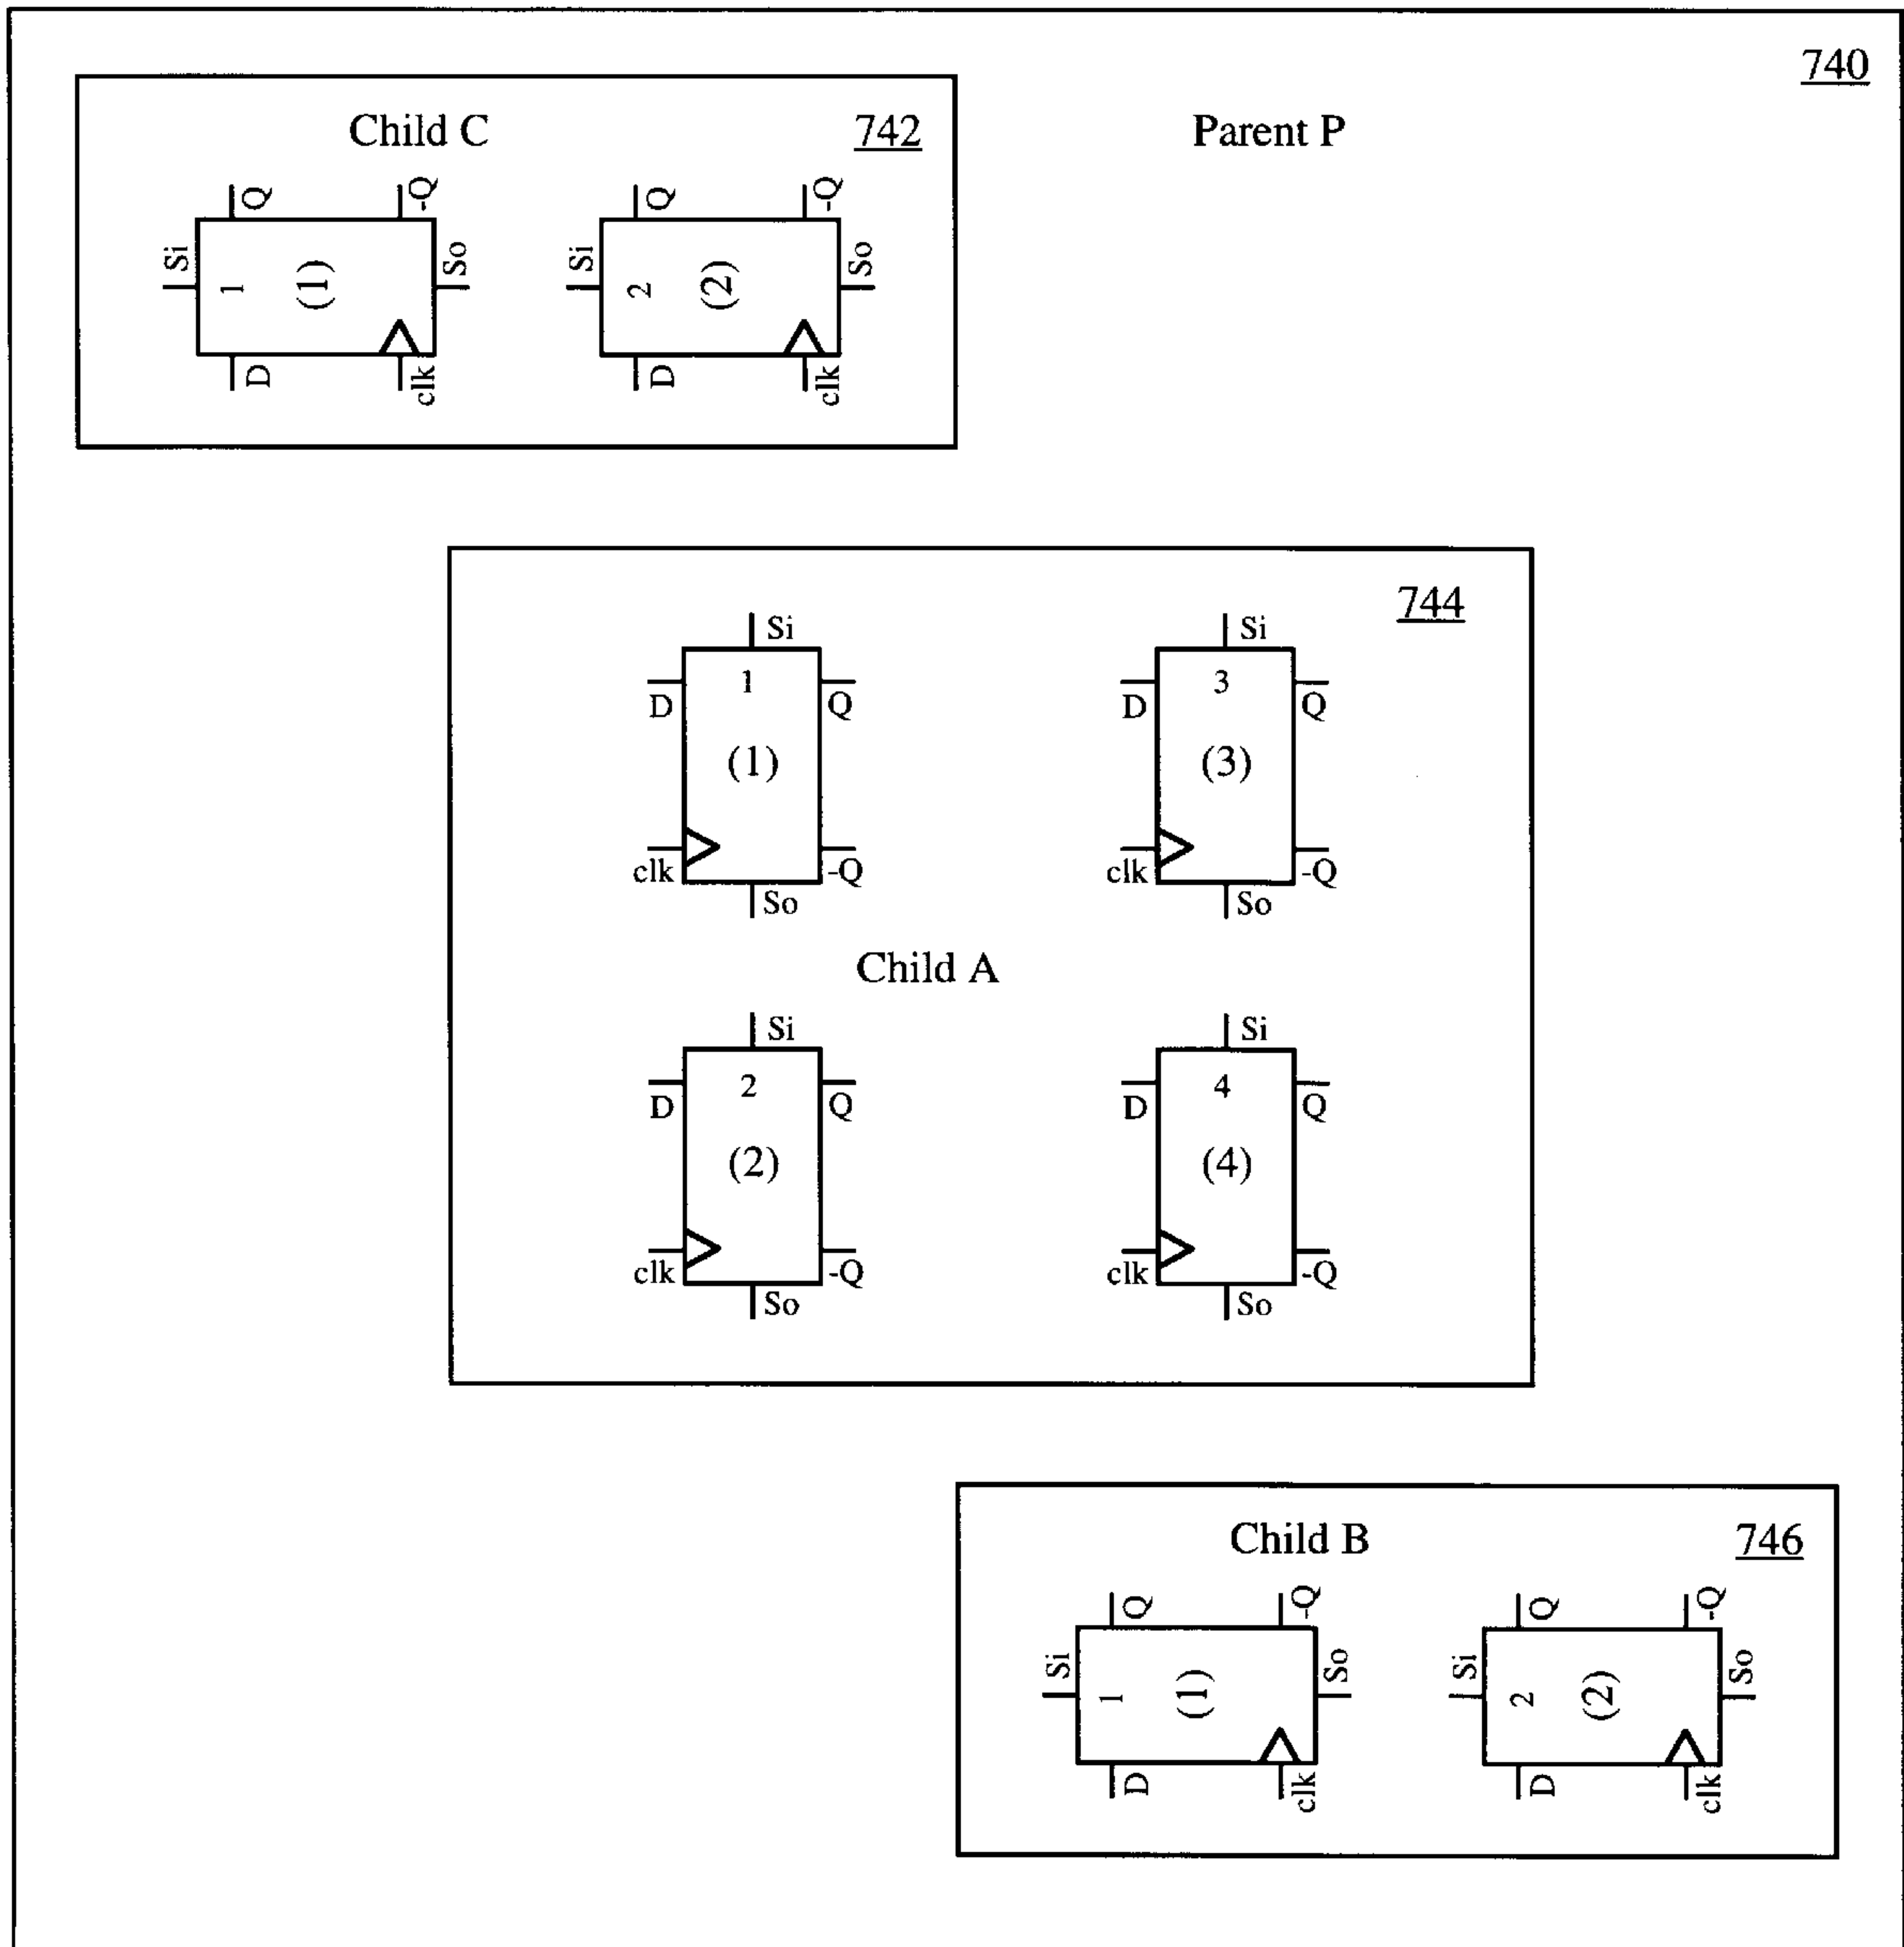 740
Child C 742 Parent P
Q -Q Q -Q
Si 1 (1) So Si 2 (2) So
D clk D clk
744
Si Si
D 1 Q D 3 Q
(1) (3)
clk -Q clk -Q
So So
Child A
Si Si
D 2 Q D 4 Q
(2) (4)
clk -Q clk -Q
So So
Child B 746
Q -Q Q -Q
Si 1 (1) So Si 2 (2) So
D clk D clk